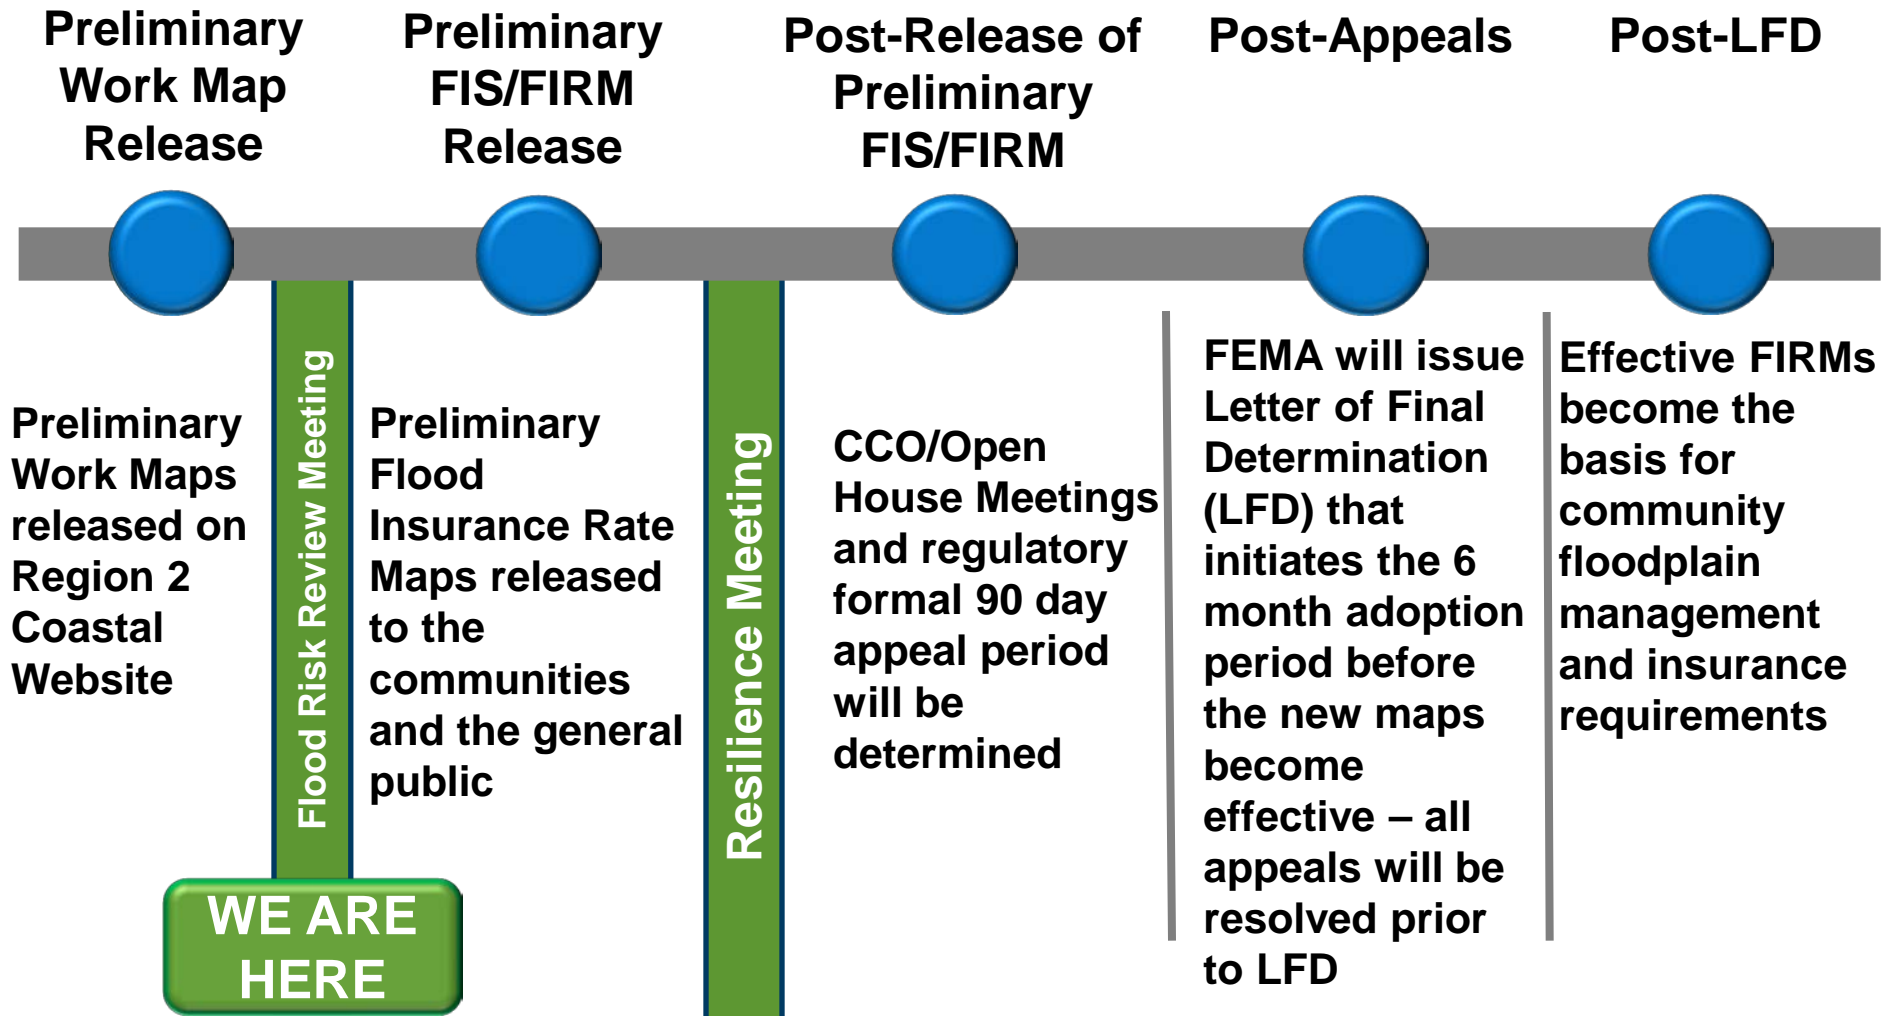 Preliminary
Work Map
Release
Preliminary
FIS/FIRM
Release
Post-Release of
Preliminary
FIS/FIRM
Post-Appeals
Post-LFD
Preliminary
Work Maps
released on
Region 2
Coastal
Website
Flood Risk Review Meeting
WE ARE
HERE
Preliminary
Flood
Insurance Rate
Maps released
to the
communities
and the general
public
Resilience Meeting
CCO/Open
House Meetings
and regulatory
formal 90 day
appeal period
will be
determined
FEMA will issue
Letter of Final
Determination
(LFD) that
initiates the 6
month adoption
period before
the new maps
become
effective – all
appeals will be
resolved prior
to LFD
Effective FIRMs
become the
basis for
community
floodplain
management
and insurance
requirements